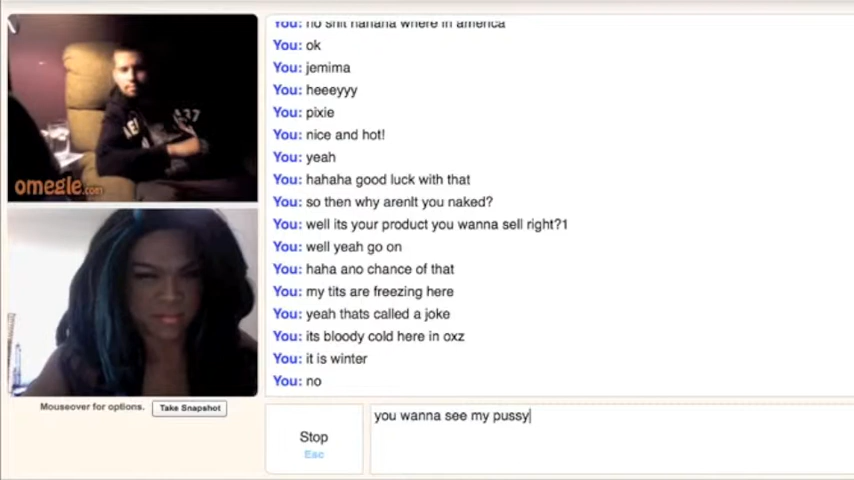 You: no shit hahaha where in america
You: ok
You: jemima
You: heeeyyy
You: pixie
You: nice and hot!
You: yeah
You: hahaha good luck with that
You: so then why arenlt you naked?
You: well its your product you wanna sell right?1
You: well yeah go on
You: haha ano chance of that
You: my tits are freezing here
You: yeah thats called a joke
You: its bloody cold here in oxz
You: it is winter
You: no
omegle.com
Mouseover for options. Take Snapshot
Stop
Esc
you wanna see my pussy